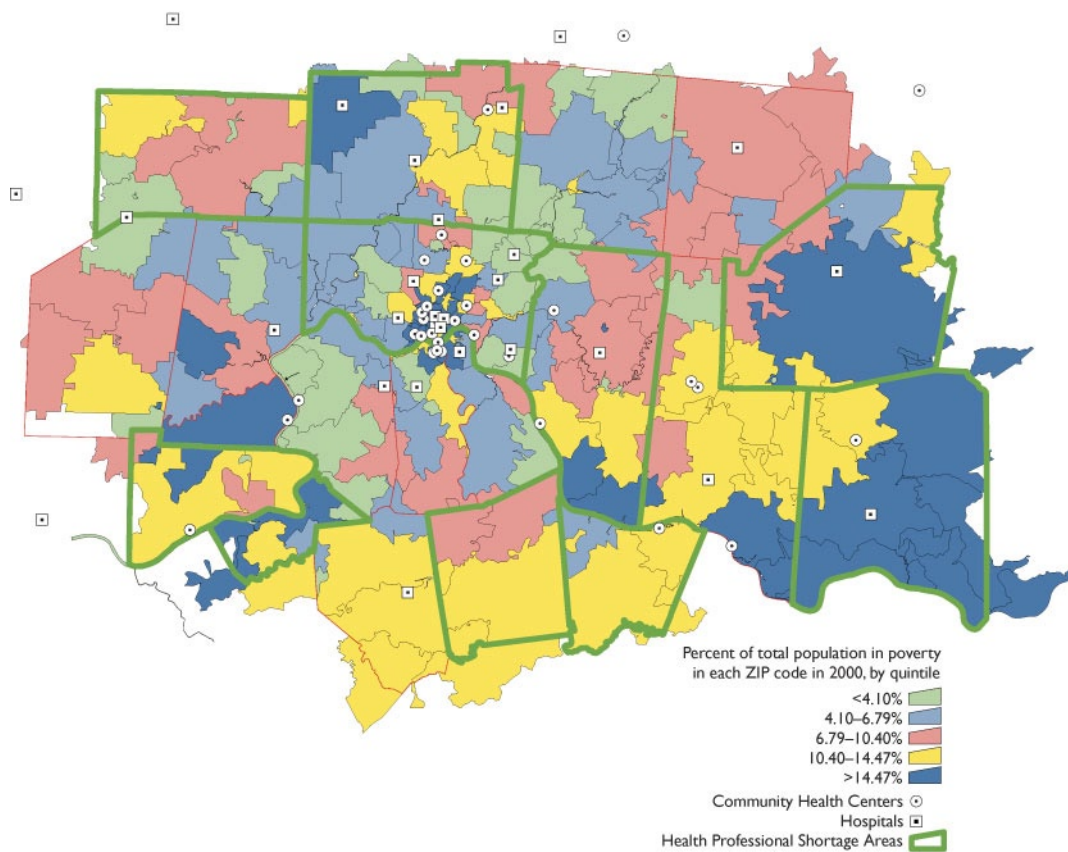 Percent of total population in poverty
in each ZIP code in 2000, by quintile
<4.10%
4.10–6.79%
6.79–10.40%
10.40–14.47%
>14.47%
Community Health Centers
Hospitals
Health Professional Shortage Areas